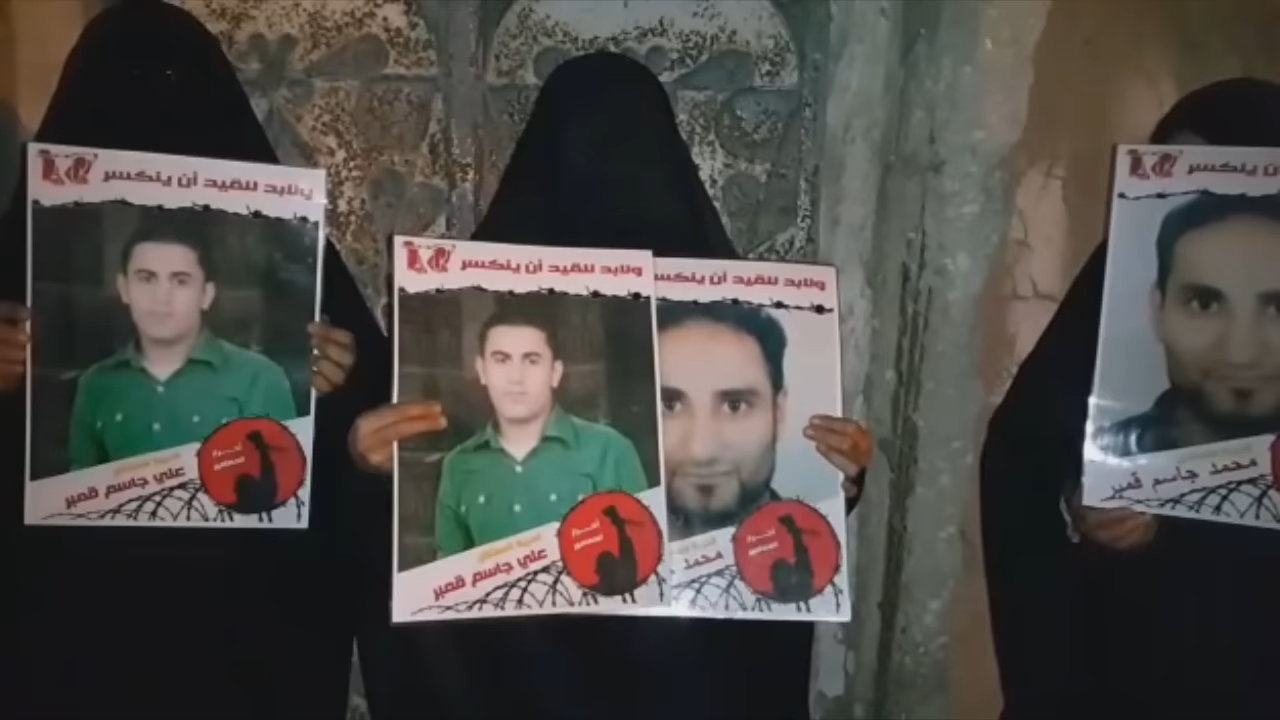 ولابد للقيد أن ينكسر
علي جاسم قمبر
ولابد للقيد أن ينكسر
علي جاسم قمبر
ولابد للقيد أن ينكسر
محمد
ن ينكسر
محمد جاسم قمبر